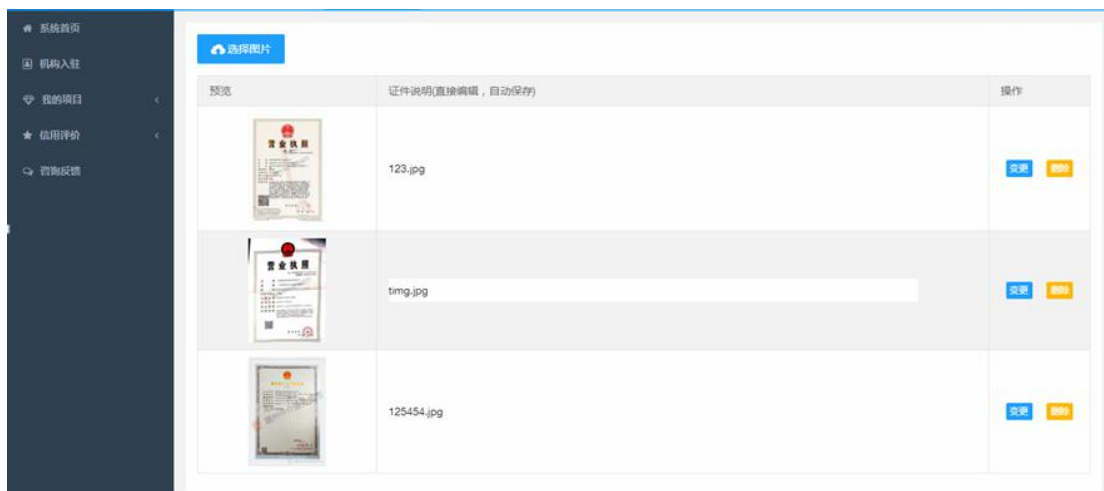 系统首页
机构入驻
我的项目
信用评价
咨询反馈
选择图片
预览 证件说明(直接编辑，自动保存) 操作
营业执照
123.jpg
变更 删除
营业执照
timg.jpg
变更 删除
125454.jpg
变更 删除